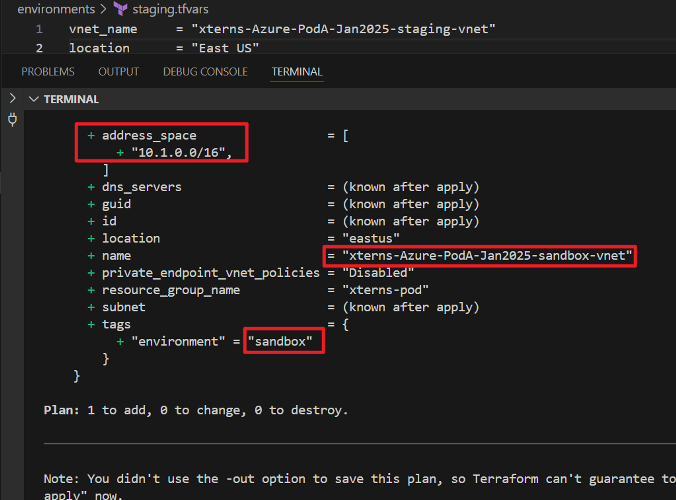 environments > staging.tfvars
1 vnet_name = "xterns-Azure-PodA-Jan2025-staging-vnet"
2 location = "East US"
PROBLEMS OUTPUT DEBUG CONSOLE TERMINAL
TERMINAL
+ address_space = [
+ "10.1.0.0/16",
]
+ dns_servers = (known after apply)
+ guid = (known after apply)
+ id = (known after apply)
+ location = "eastus"
+ name = "xterns-Azure-PodA-Jan2025-sandbox-vnet"
+ private_endpoint_vnet_policies = "Disabled"
+ resource_group_name = "xterns-pod"
+ subnet = (known after apply)
+ tags = {
+ "environment" = "sandbox"
}
}
Plan: 1 to add, 0 to change, 0 to destroy.
Note: You didn't use the -out option to save this plan, so Terraform can't guarantee to
apply" now.